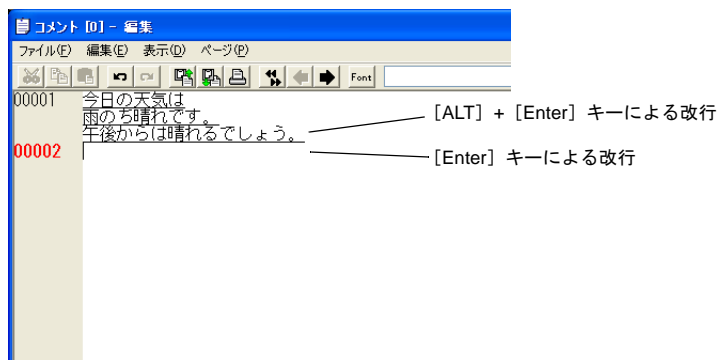 コメント [0] - 編集
ファイル(F) 編集(E) 表示(D) ページ(P)
Font
00001 今日の天気は
雨のち晴れです。
午後からは晴れるでしょう。
［ALT］+［Enter］キーによる改行
00002
［Enter］キーによる改行